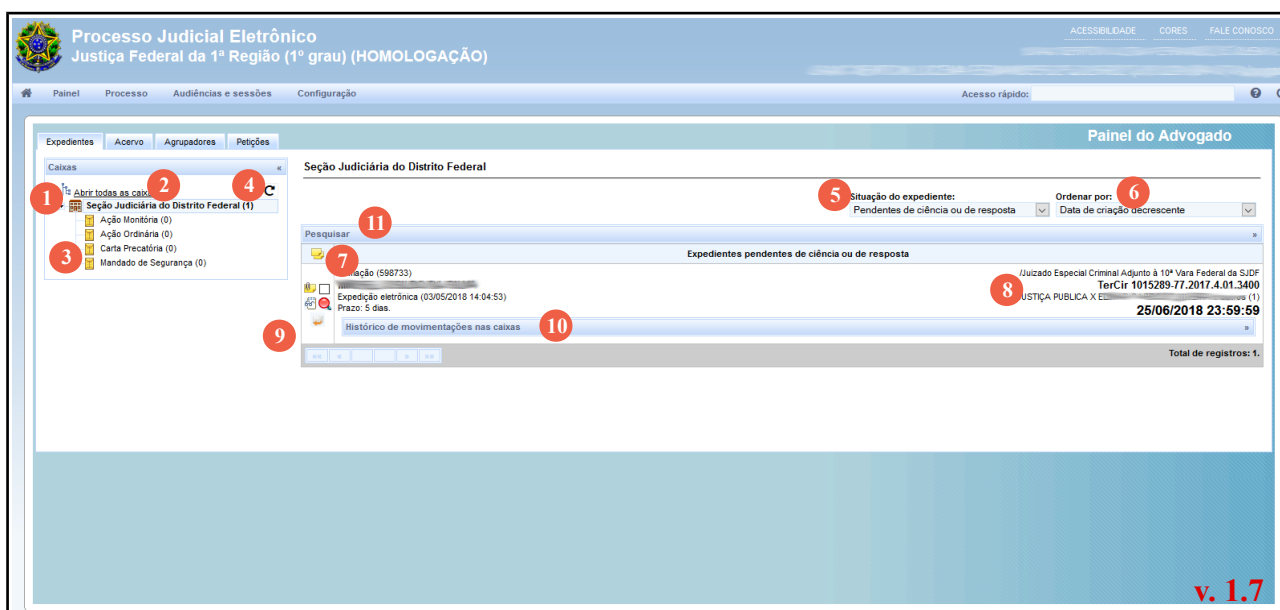 Processo Judicial Eletrônico
Justiça Federal da 1ª Região (1º grau) (HOMOLOGAÇÃO)
ACESSIBILIDADE CORES FALE CONOSCO
Painel Processo Audiências e sessões Configuração
Acesso rápido:
Expedientes Acervo Agrupadores Petições
Painel do Advogado
Caixas «
Seção Judiciária do Distrito Federal
1 Abrir todas as 2 4
Seção Judiciária do Distrito Federal (1)
Ação Monitória (0)
Ação Ordinária (0)
3 Carta Precatória (0)
Mandado de Segurança (0)
5 Situação do expediente:
Pendentes de ciência ou de resposta
Ordenar por: 6
Data de criação decrescente
Pesquisar 11 »
Expedientes pendentes de ciência ou de resposta
7
(598733)
Expedição eletrônica (03/05/2018 14:04:53)
Prazo: 5 dias.
/Juizado Especial Criminal Adjunto à 10ª Vara Federal da SJDF
8 TerCir 1015289-77.2017.4.01.3400
PUBLICA X (1)
25/06/2018 23:59:59
9 Histórico de movimentações nas caixas 10 »
«« « » »»
Total de registros: 1.
v. 1.7